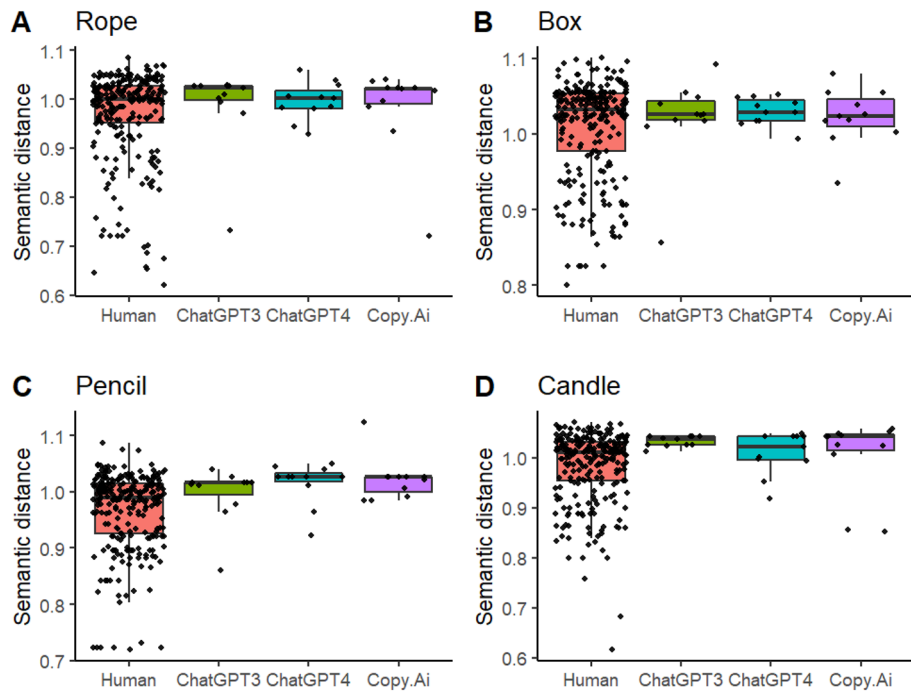 A Rope
Semantic distance
1.1
1.0
0.9
0.8
0.7
0.6
Human ChatGPT3 ChatGPT4 Copy.Ai
B Box
Semantic distance
1.1
1.0
0.9
0.8
Human ChatGPT3 ChatGPT4 Copy.Ai
C Pencil
Semantic distance
1.1
1.0
0.9
0.8
0.7
Human ChatGPT3 ChatGPT4 Copy.Ai
D Candle
Semantic distance
1.0
0.9
0.8
0.7
0.6
Human ChatGPT3 ChatGPT4 Copy.Ai